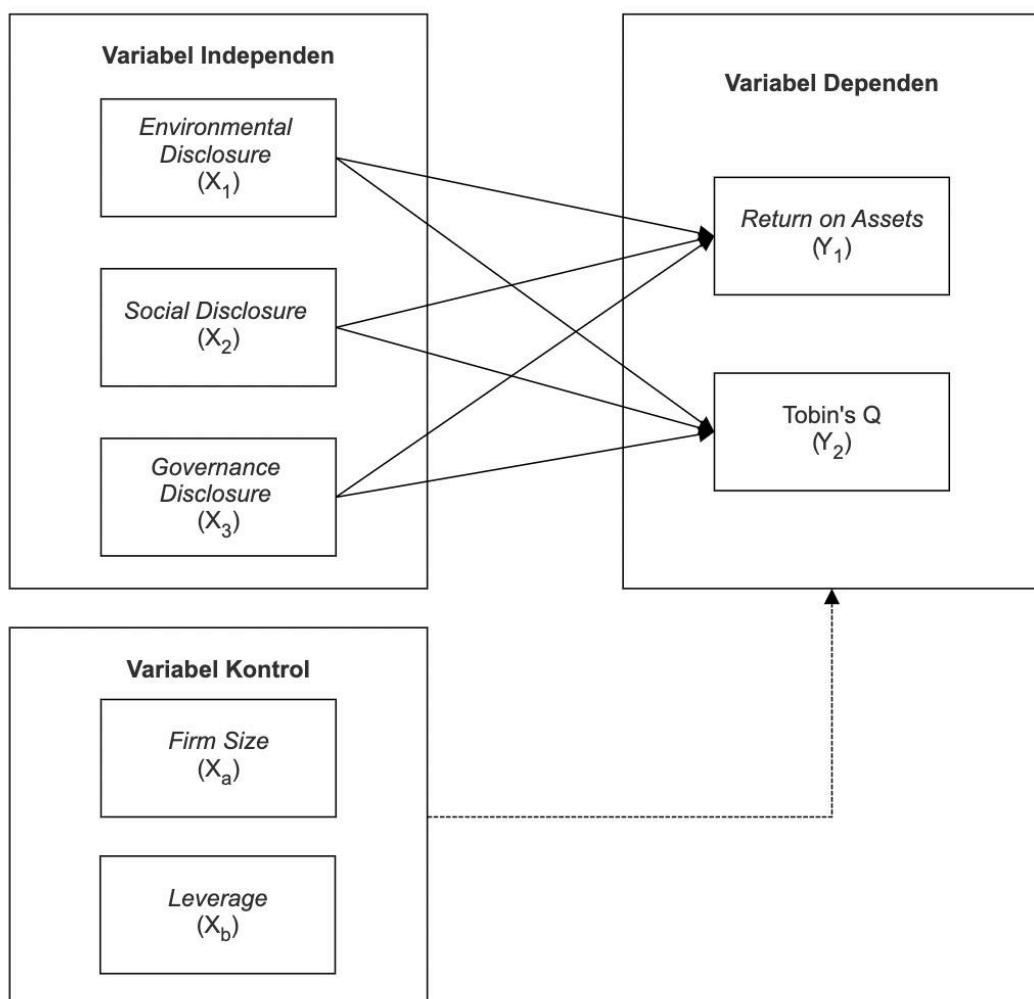 Variabel Independen
Environmental
Disclosure
(X₁)
Social Disclosure
(X₂)
Governance
Disclosure
(X₃)
Variabel Dependen
Return on Assets
(Y₁)
Tobin's Q
(Y₂)
Variabel Kontrol
Firm Size
(Xₐ)
Leverage
(X_b)